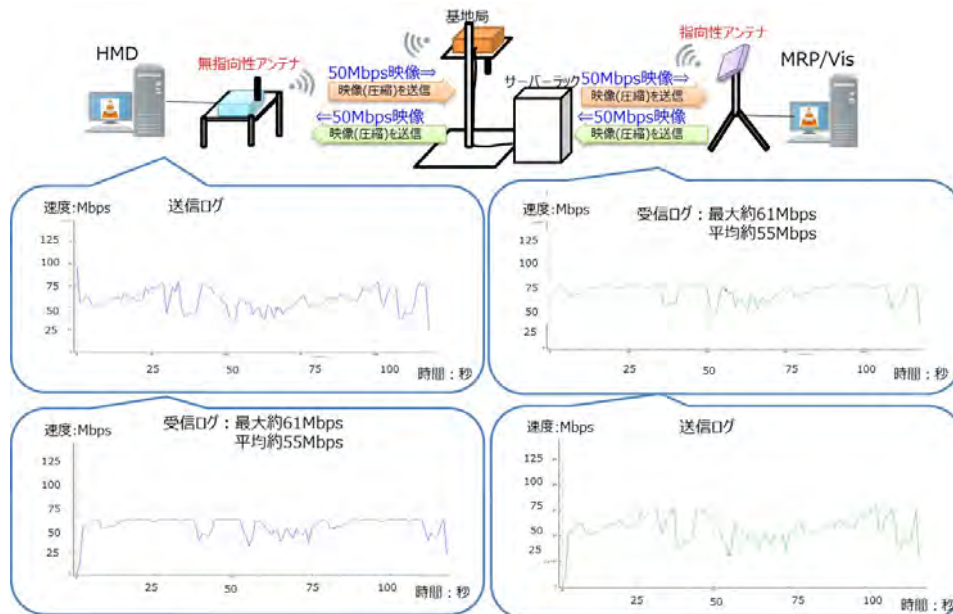 基地局
指向性アンテナ
HMD
無指向性アンテナ
MRP/Vis
50Mbps映像⇒
サーバーラック
50Mbps映像⇒
映像(圧縮)を送信
映像(圧縮)を送信
⇐50Mbps映像
⇐50Mbps映像
映像(圧縮)を送信
映像(圧縮)を送信
速度:Mbps
送信ログ
125
100
75
50
25
25
50
75
100
時間：秒
速度:Mbps
受信ログ：最大約61Mbps
平均約55Mbps
125
100
75
50
25
25
50
75
100
時間：秒
速度:Mbps
受信ログ：最大約61Mbps
平均約55Mbps
125
100
75
50
25
25
50
75
100
時間：秒
速度:Mbps
送信ログ
125
100
75
50
25
25
50
75
100
時間：秒